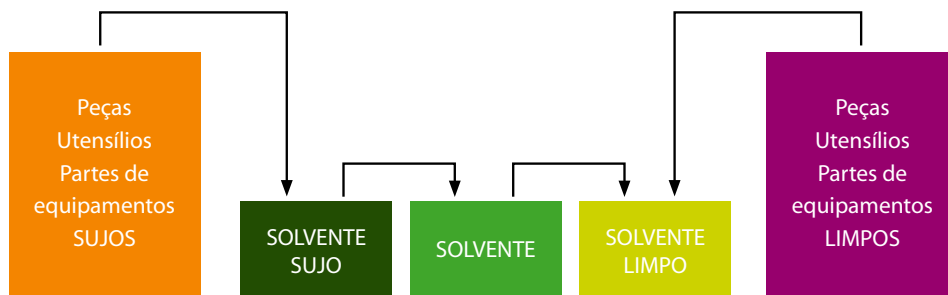 Peças
Utensílios
Partes de
equipamentos
SUJOS
SOLVENTE
SUJO
SOLVENTE
SOLVENTE
LIMPO
Peças
Utensílios
Partes de
equipamentos
LIMPOS